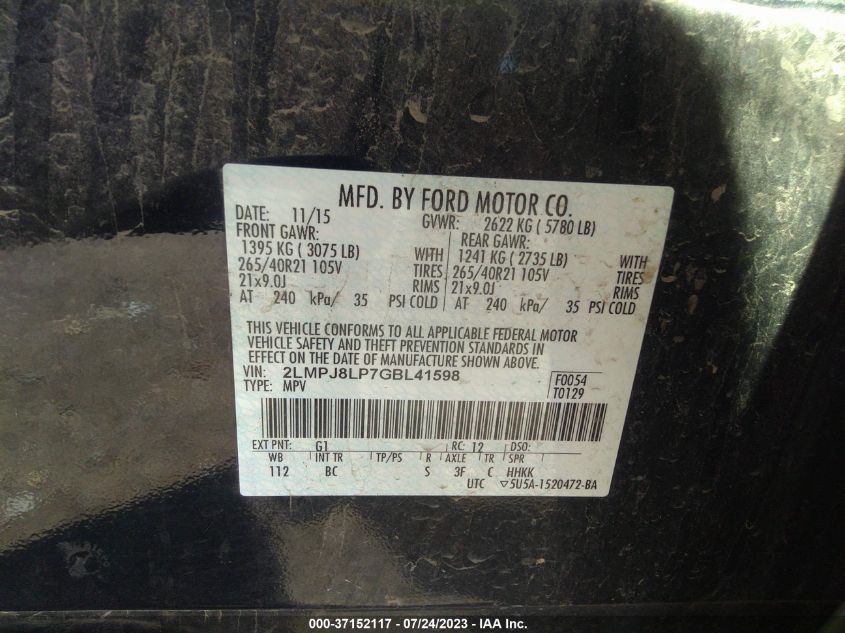 MFD. BY FORD MOTOR CO.
DATE: 11/15 GVWR: 2622 KG ( 5780 LB)
FRONT GAWR: REAR GAWR:
1395 KG ( 3075 LB) WITH 1241 KG ( 2735 LB) WITH
265/40R21 105V TIRES 265/40R21 105V TIRES
21x9.0J RIMS 21x9.0J RIMS
AT 240 kPa/ 35 PSI COLD AT 240 kPa/ 35 PSI COLD
THIS VEHICLE CONFORMS TO ALL APPLICABLE FEDERAL MOTOR
VEHICLE SAFETY AND THEFT PREVENTION STANDARDS IN
EFFECT ON THE DATE OF MANUFACTURE SHOWN ABOVE.
VIN: 2LMPJ8LP7GBL41598 F0054
TYPE: MPV T0129
EXT PNT: G1 RC: 12 DSO:
WB INT TR TP/PS R AXLE TR SPR
112 BC S 3F C HHKK
UTC ▽5U5A-1520472-BA
000-37152117 - 07/24/2023 - IAA Inc.